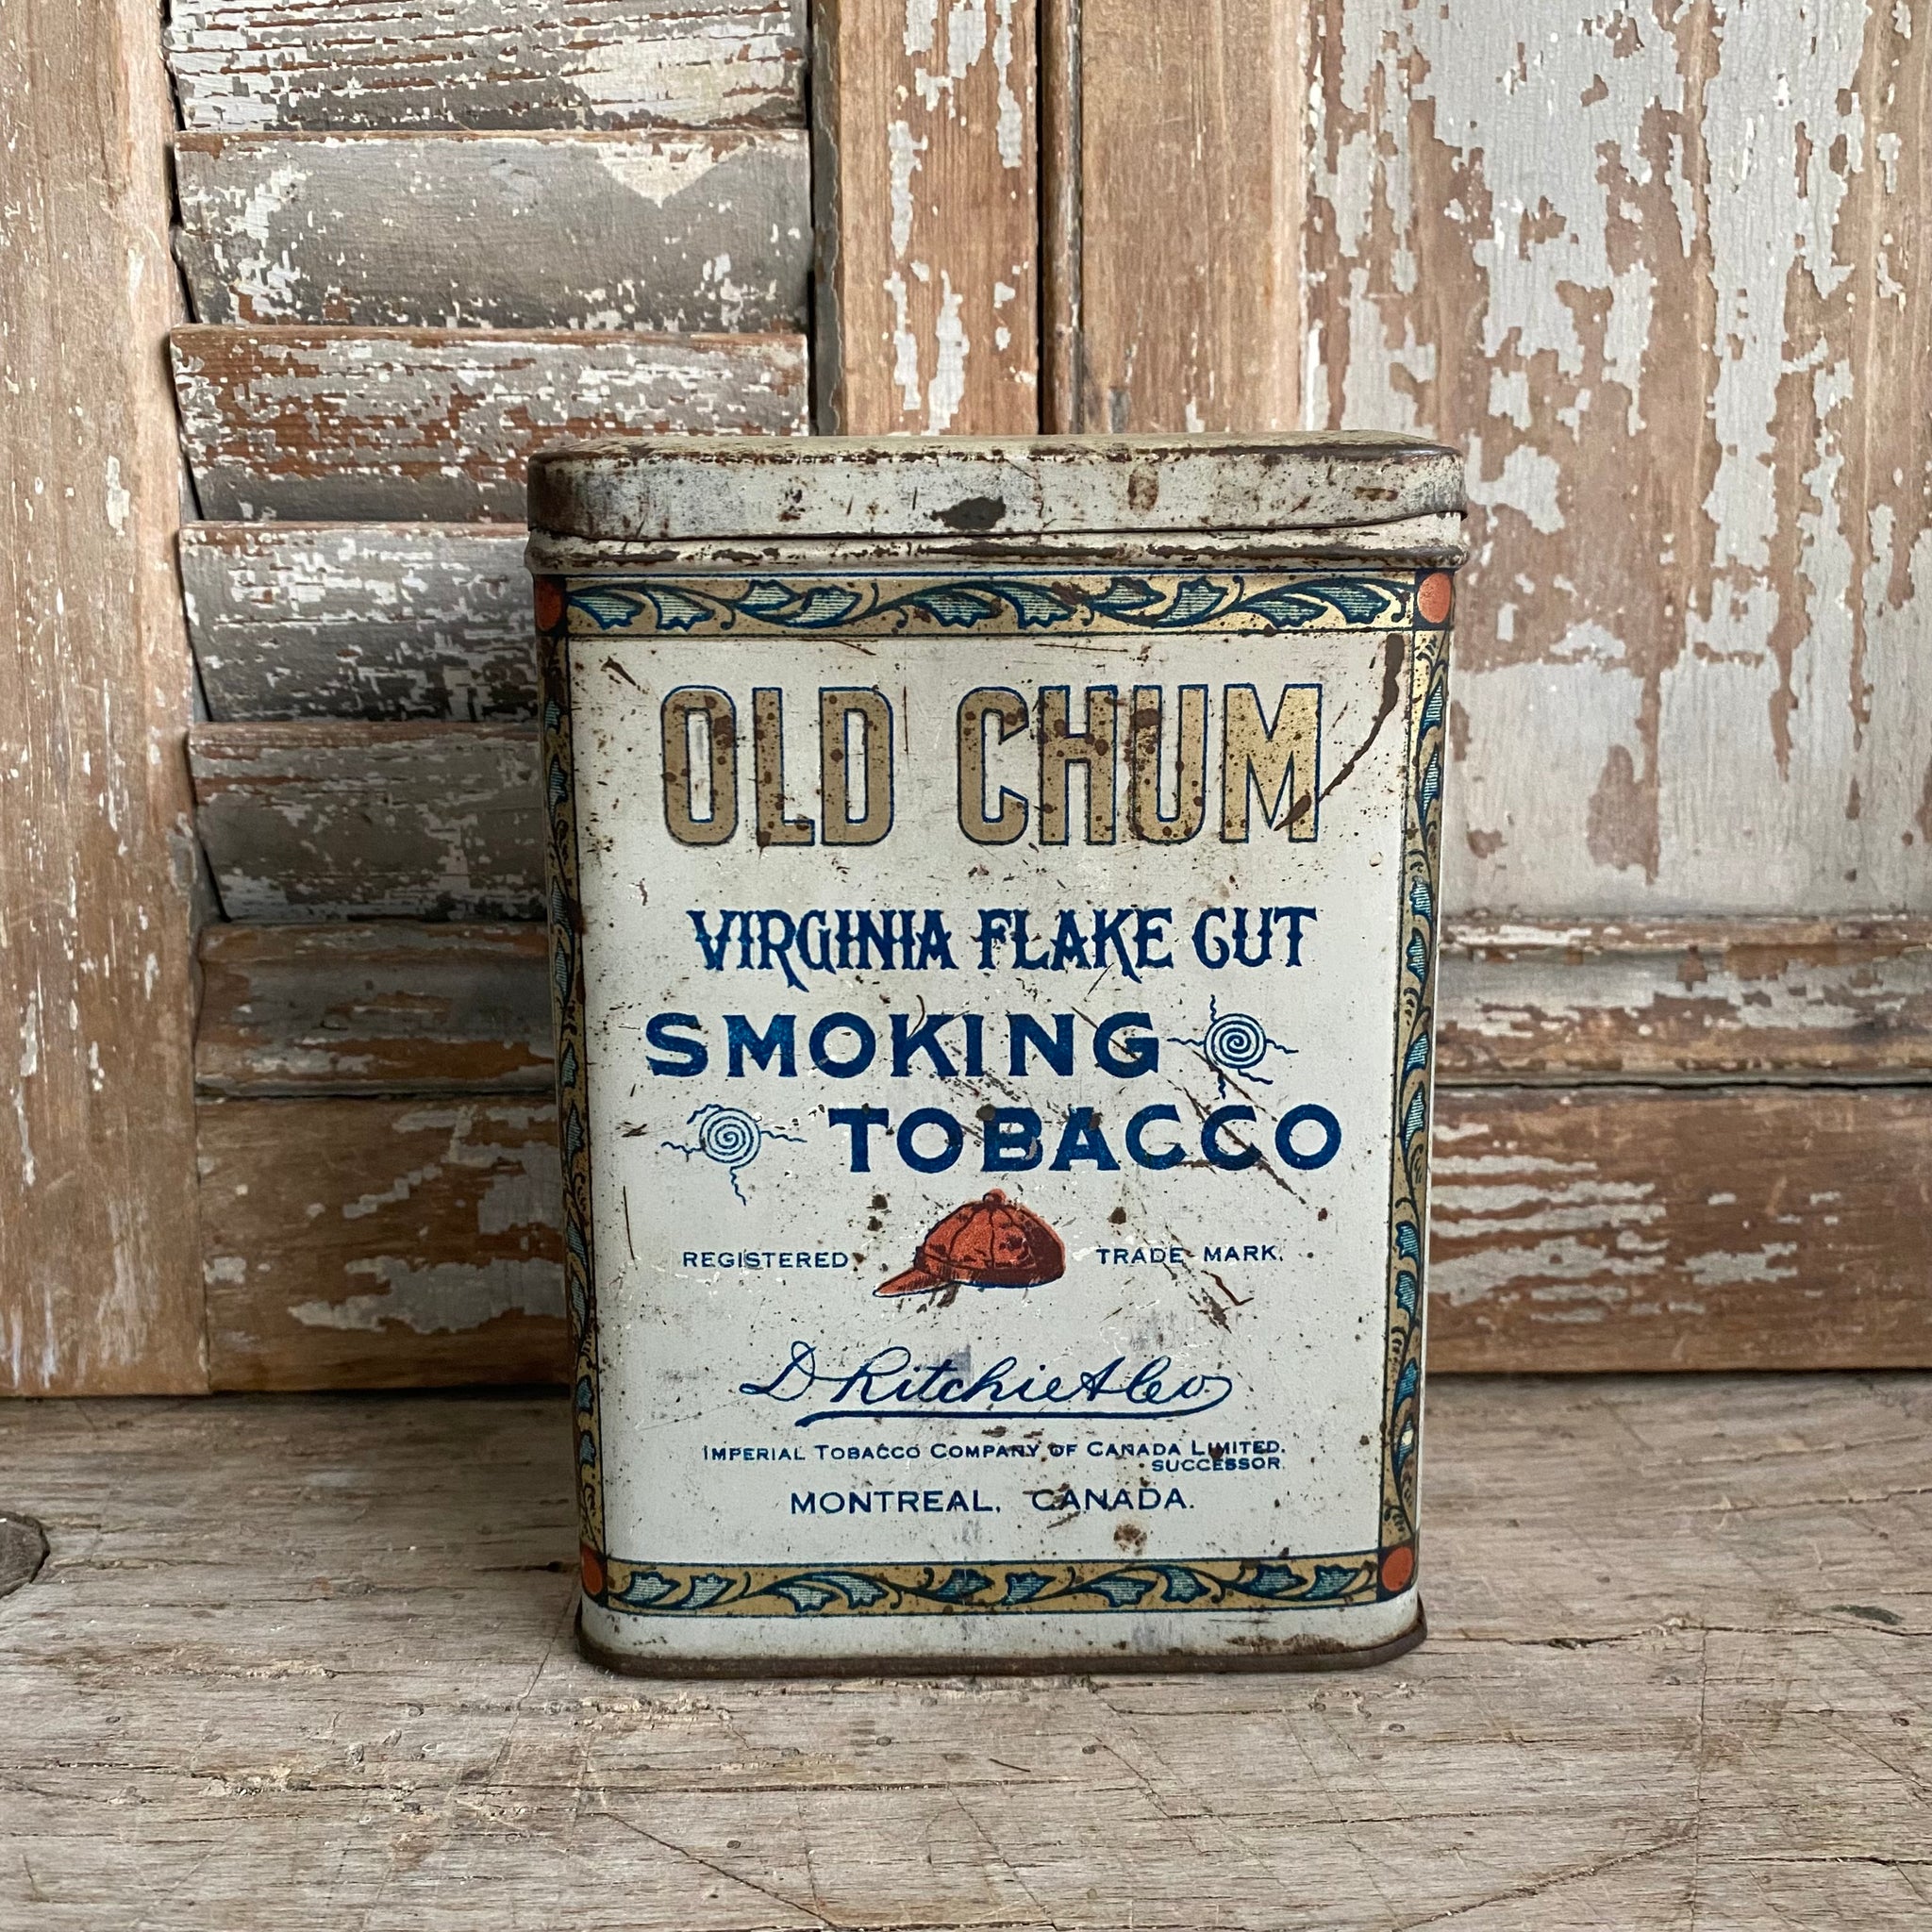 OLD CHUM
VIRGINIA FLAKE CUT
SMOKING
TOBACCO
REGISTERED TRADE MARK.
D Ritchie & Co
IMPERIAL TOBACCO COMPANY OF CANADA LIMITED.
SUCCESSOR.
MONTREAL, CANADA.